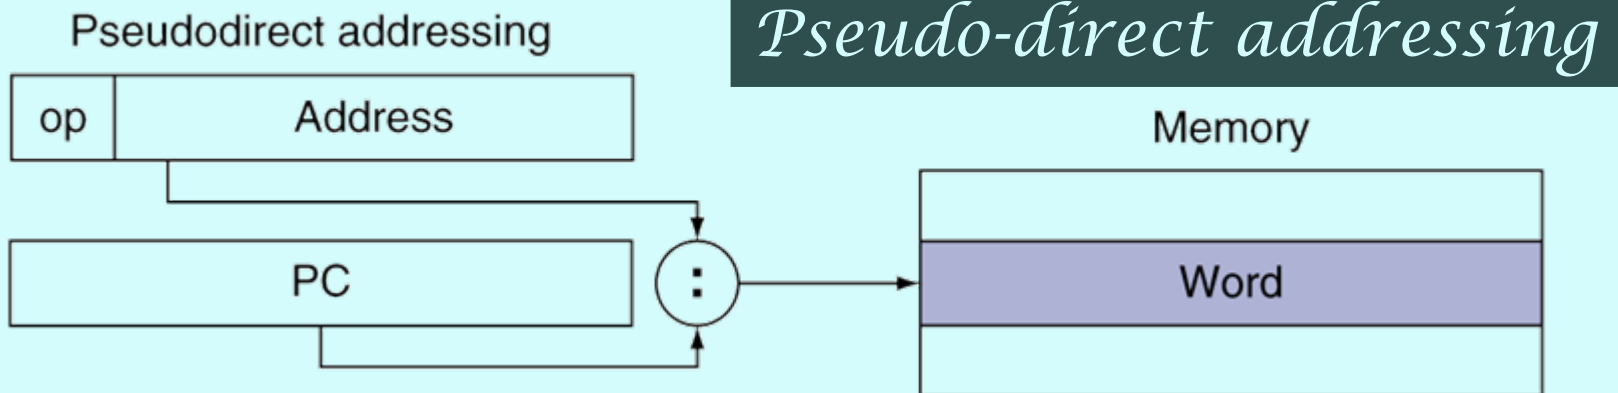 Pseudo-direct addressing
Pseudodirect addressing
op Address
Memory
PC
:
Word